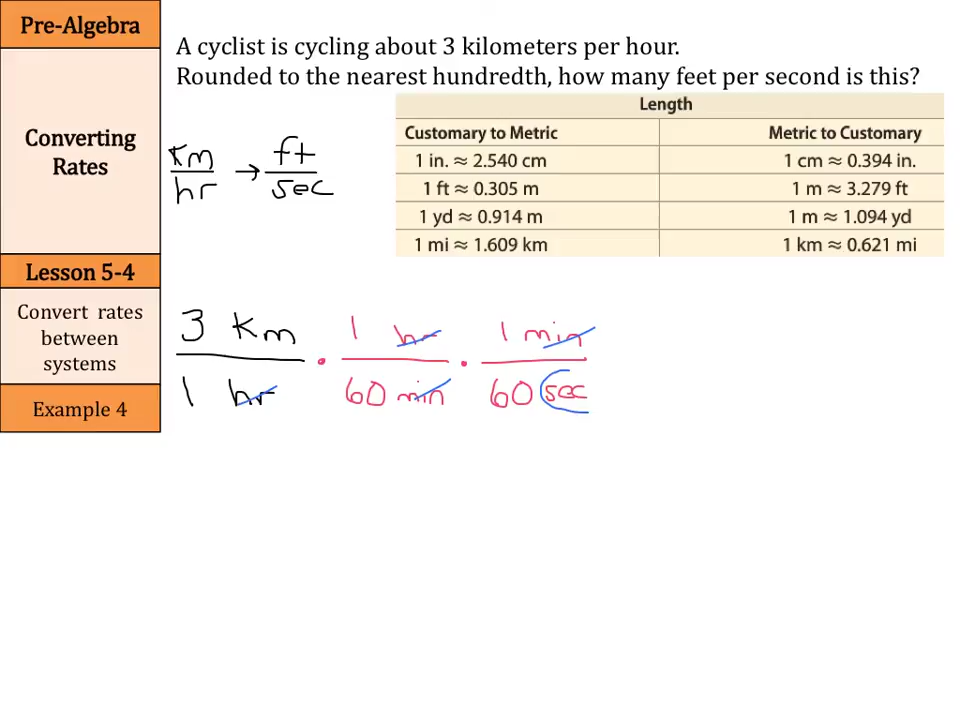 Pre-Algebra
A cyclist is cycling about 3 kilometers per hour.
Rounded to the nearest hundredth, how many feet per second is this?
Converting
Rates
Length
Customary to Metric Metric to Customary
1 in. ≈ 2.540 cm 1 cm ≈ 0.394 in.
1 ft ≈ 0.305 m 1 m ≈ 3.279 ft
1 yd ≈ 0.914 m 1 m ≈ 1.094 yd
1 mi ≈ 1.609 km 1 km ≈ 0.621 mi
km → ft
hr sec
Lesson 5-4
Convert rates
between
systems
Example 4
3 Km · 1 hr · 1 min
1 hr 60 min 60 sec